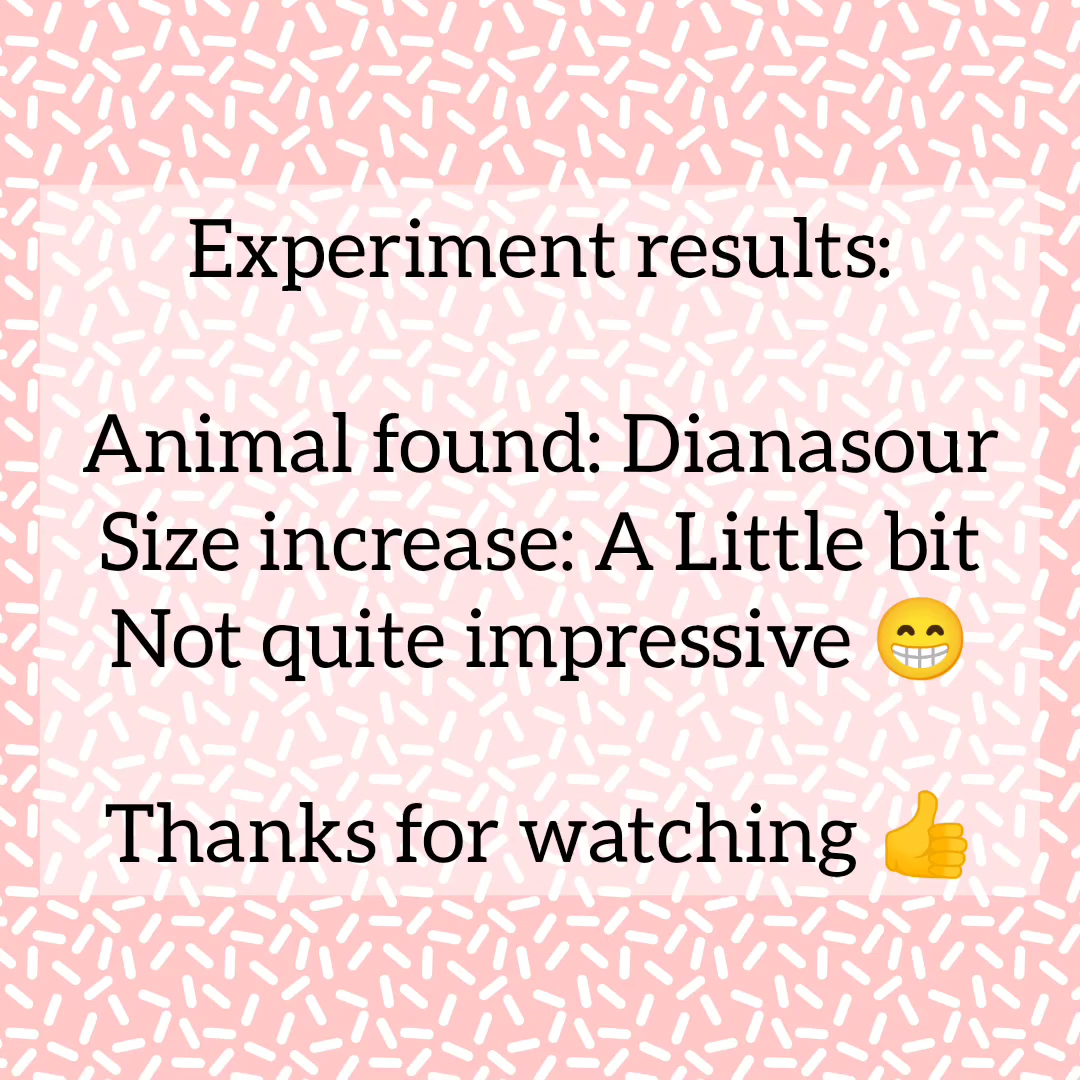 Experiment results:
Animal found: Dianasour
Size increase: A Little bit
Not quite impressive 😁
Thanks for watching 👍